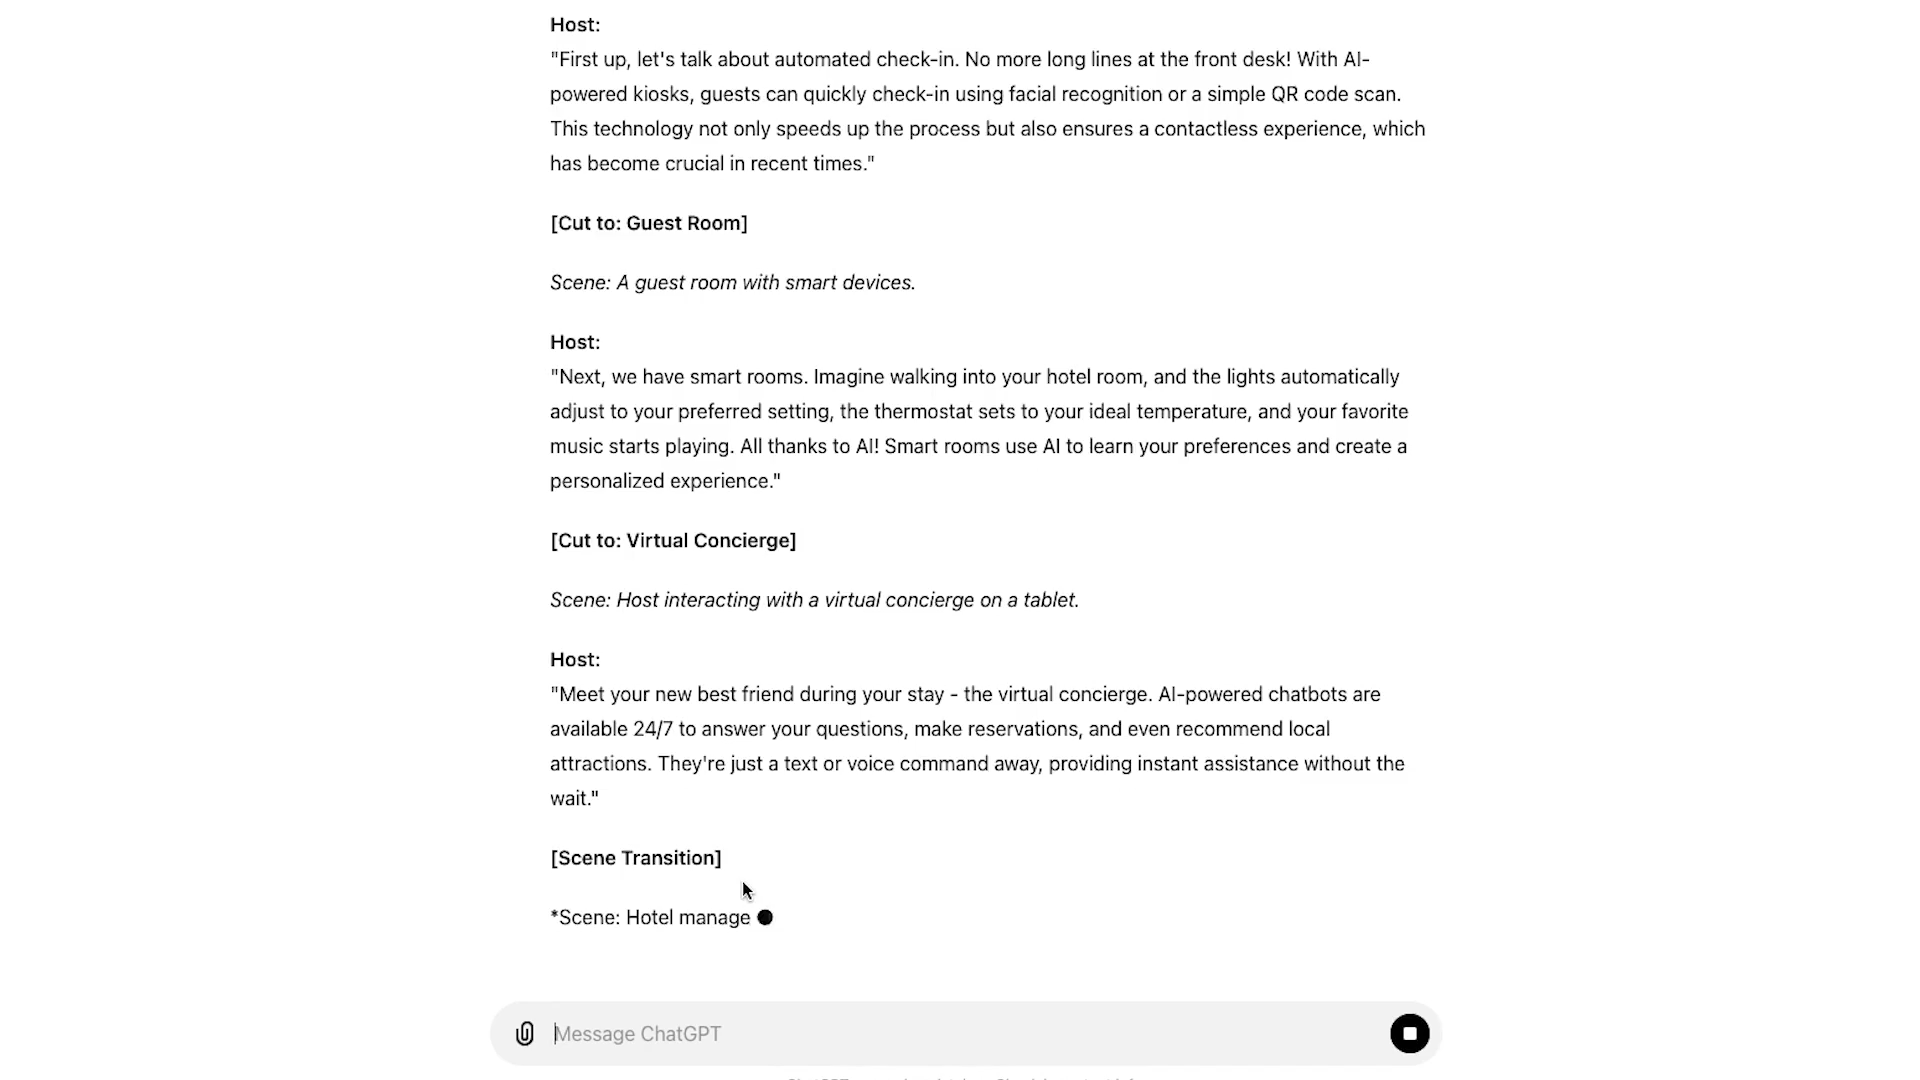 Host:
"First up, let's talk about automated check-in. No more long lines at the front desk! With AI-
powered kiosks, guests can quickly check-in using facial recognition or a simple QR code scan.
This technology not only speeds up the process but also ensures a contactless experience, which
has become crucial in recent times."
[Cut to: Guest Room]
Scene: A guest room with smart devices.
Host:
"Next, we have smart rooms. Imagine walking into your hotel room, and the lights automatically
adjust to your preferred setting, the thermostat sets to your ideal temperature, and your favorite
music starts playing. All thanks to AI! Smart rooms use AI to learn your preferences and create a
personalized experience."
[Cut to: Virtual Concierge]
Scene: Host interacting with a virtual concierge on a tablet.
Host:
"Meet your new best friend during your stay - the virtual concierge. AI-powered chatbots are
available 24/7 to answer your questions, make reservations, and even recommend local
attractions. They're just a text or voice command away, providing instant assistance without the
wait."
[Scene Transition]
*Scene: Hotel manage
Message ChatGPT